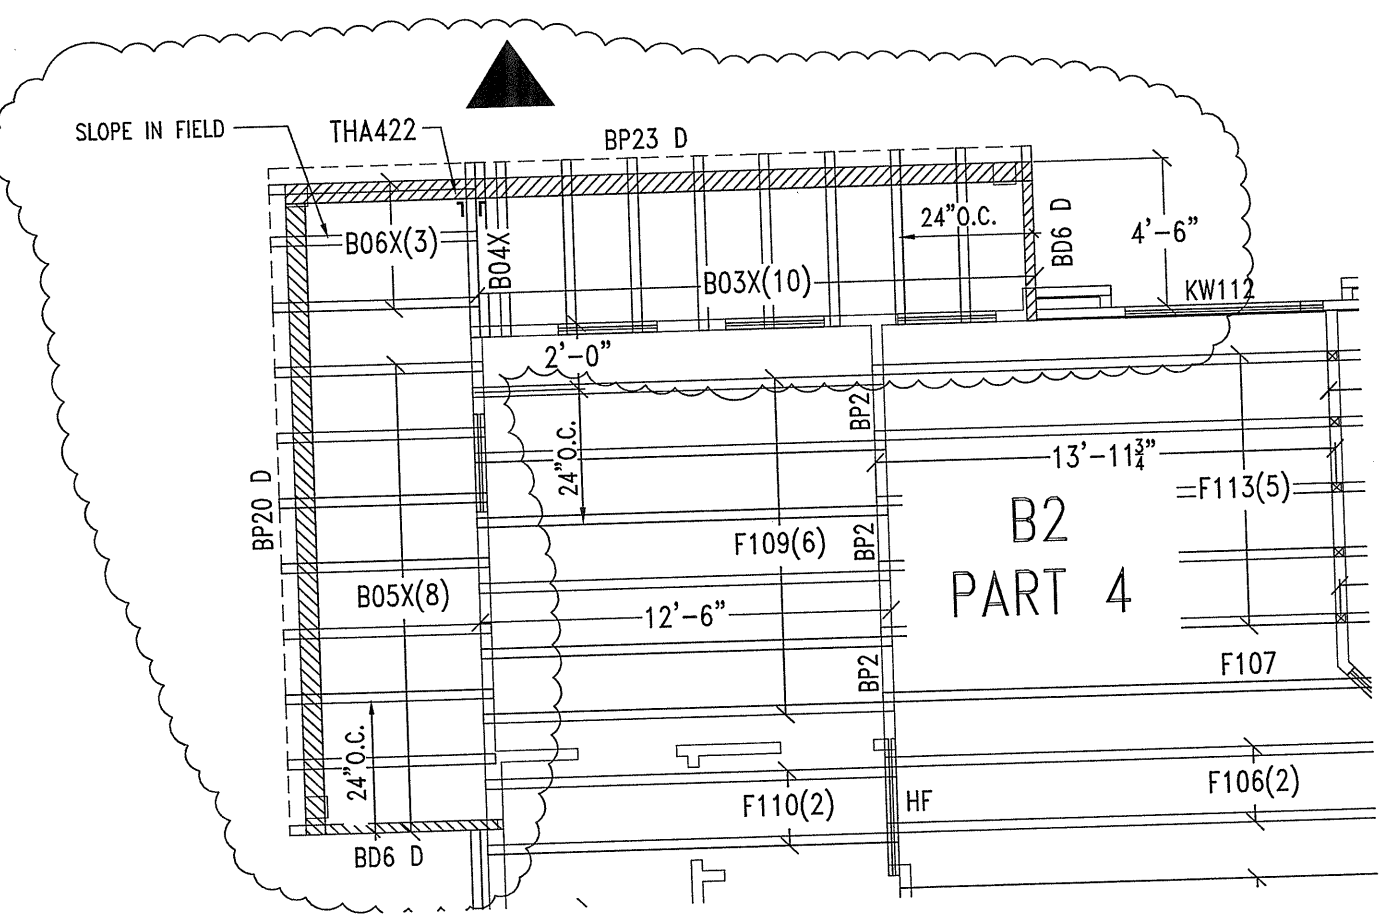 SLOPE IN FIELD
THA422
BP23 D
B06X(3)
B04X
24"O.C.
BD6 D
4'-6"
B03X(10)
KW112
2'-0"
BP2
24"O.C.
13'-11¾"
F113(5)
BP20 D
B2
PART 4
BP2
F109(6)
B05X(8)
12'-6"
BP2
F107
24"O.C.
F110(2)
HF
F106(2)
BD6 D